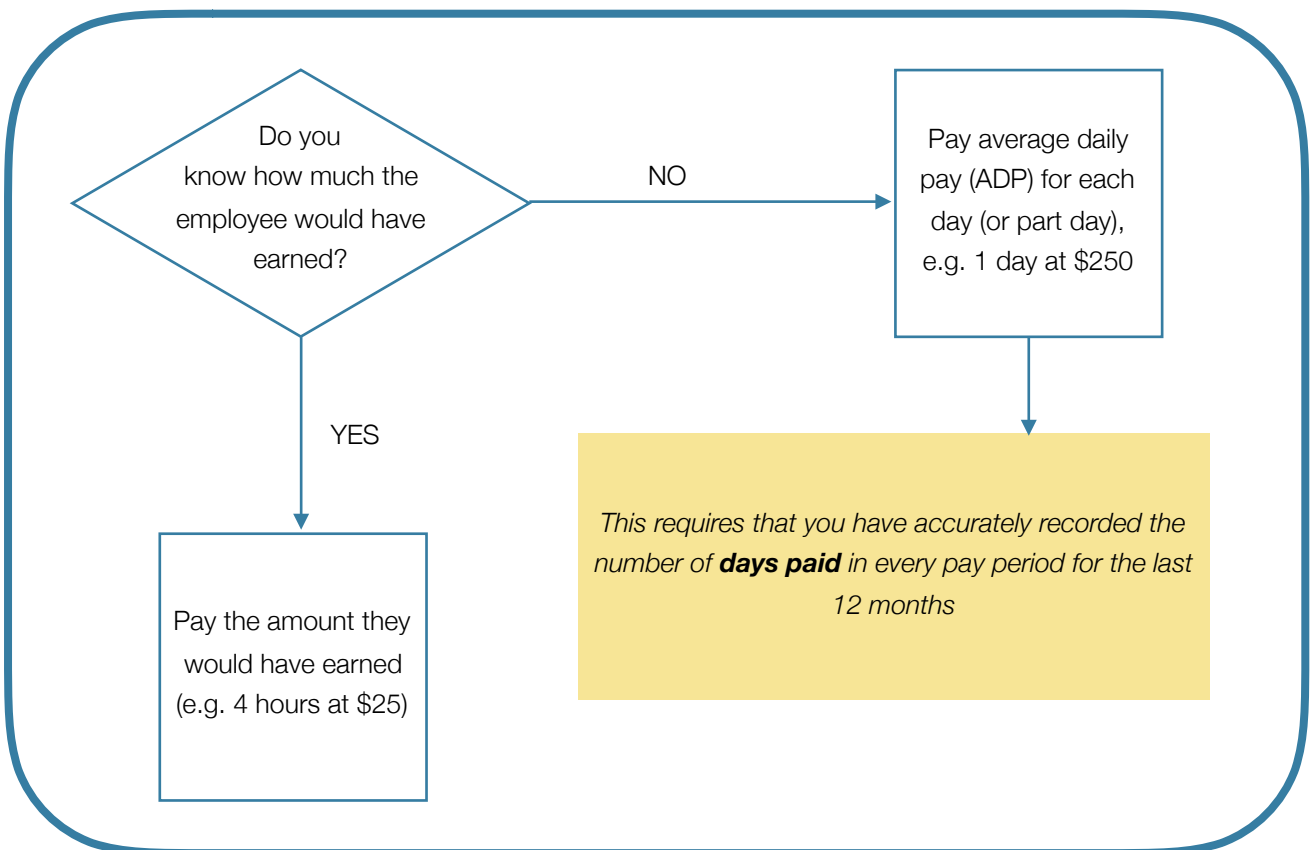 Do you
know how much the
employee would have
earned?
NO
Pay average daily
pay (ADP) for each
day (or part day),
e.g. 1 day at $250
YES
This requires that you have accurately recorded the
number of days paid in every pay period for the last
12 months
Pay the amount they
would have earned
(e.g. 4 hours at $25)